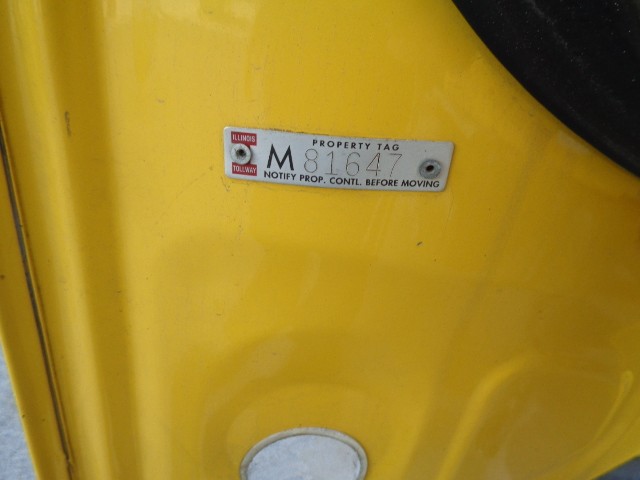 ILLINOIS
TOLLWAY
PROPERTY TAG
M 81647
NOTIFY PROP. CONTL. BEFORE MOVING